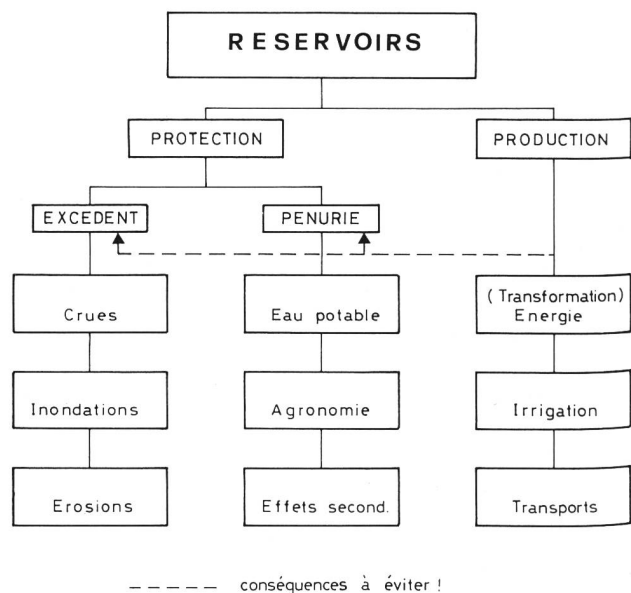 RESERVOIRS
PROTECTION
PRODUCTION
EXCEDENT
PENURIE
Crues
Eau potable
(Transformation)
Energie
Inondations
Agronomie
Irrigation
Erosions
Effets second.
Transports
conséquences à éviter !